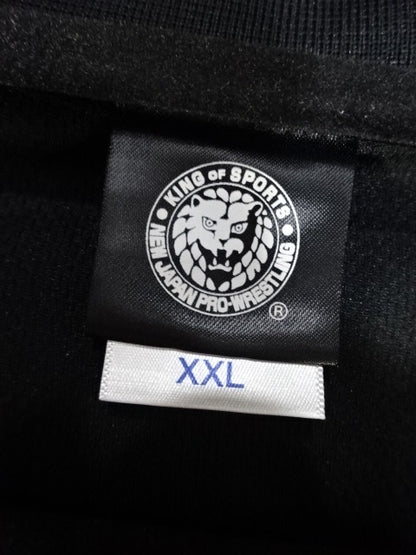 KING OF SPORTS
NEW JAPAN PRO-WRESTLING
®
XXL